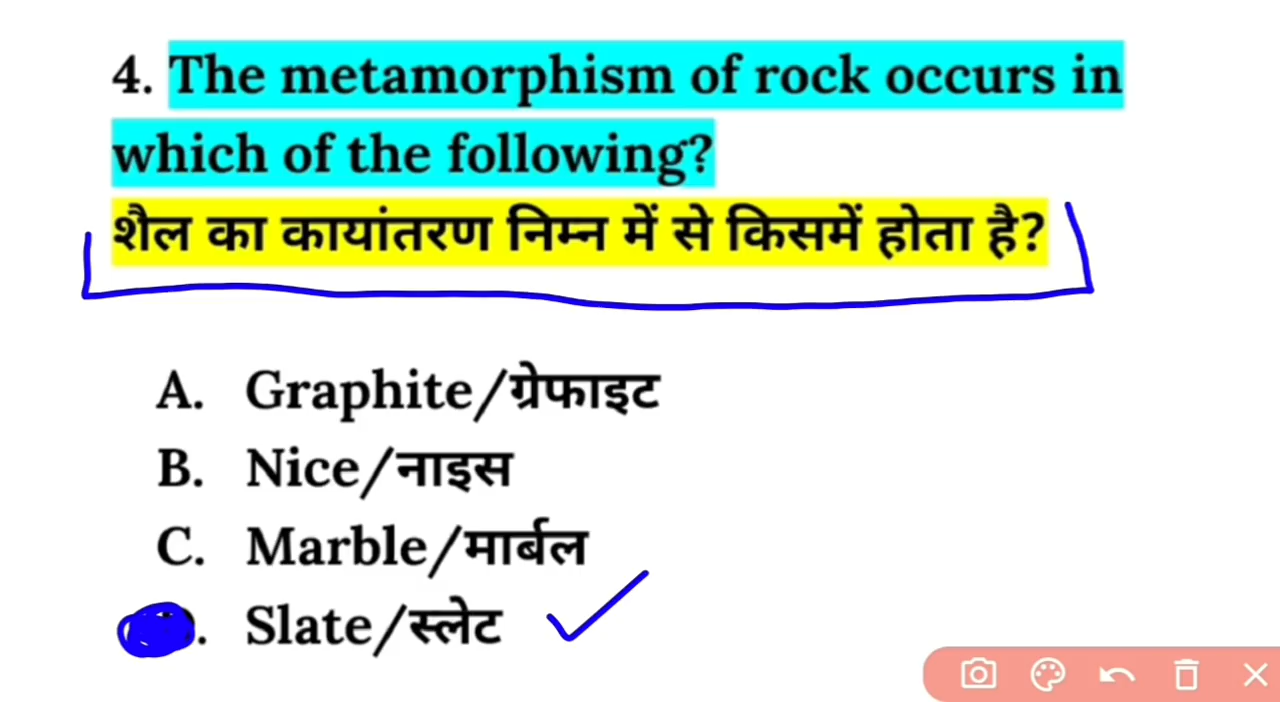 4. The metamorphism of rock occurs in
which of the following?
शैल का कायांतरण निम्न में से किसमें होता है?
A. Graphite/ग्रेफाइट
B. Nice/नाइस
C. Marble/मार्बल
Slate/स्लेट